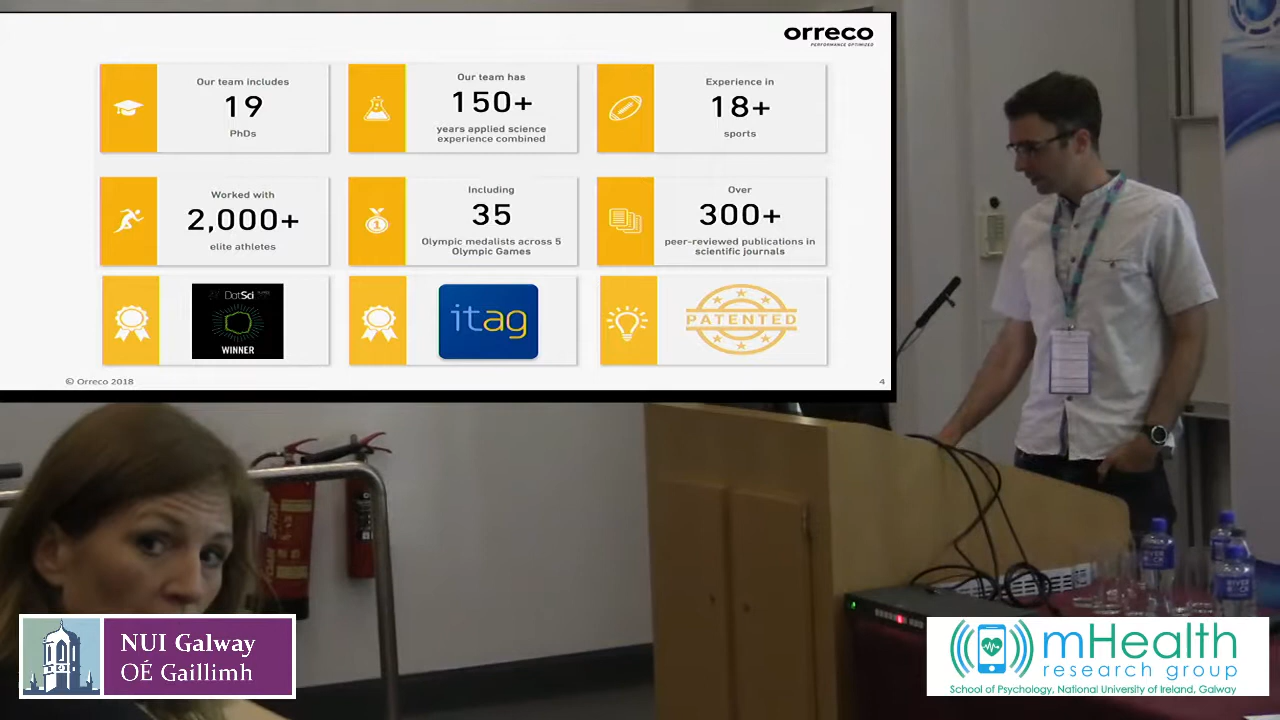 orreco
PERFORMANCE OPTIMIZED
Our team includes
19
PhDs
Our team has
150+
years applied science
experience combined
Experience in
18+
sports
Worked with
2,000+
elite athletes
Including
1
35
Olympic medalists across 5
Olympic Games
Over
300+
peer-reviewed publications in
scientific journals
DatSci
WINNER
itag
PATENTED
© Orreco 2018
4
NUI Galway
OÉ Gaillimh
mHealth
research group
School of Psychology, National University of Ireland, Galway